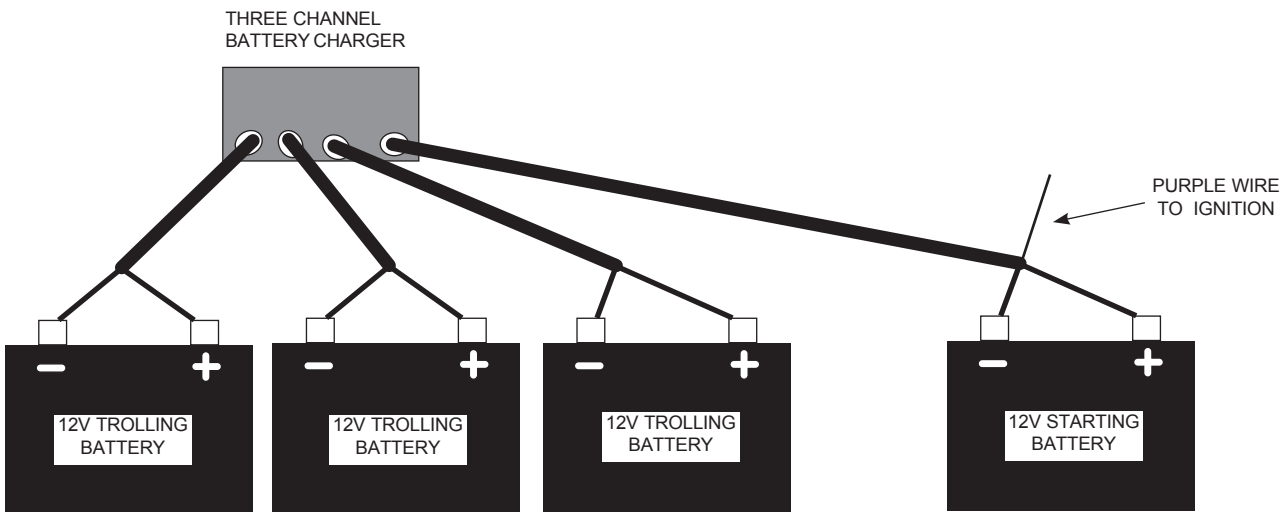 THREE CHANNEL
BATTERY CHARGER
PURPLE WIRE
TO IGNITION
− +
− +
− +
− +
12V TROLLING
BATTERY
12V TROLLING
BATTERY
12V TROLLING
BATTERY
12V STARTING
BATTERY